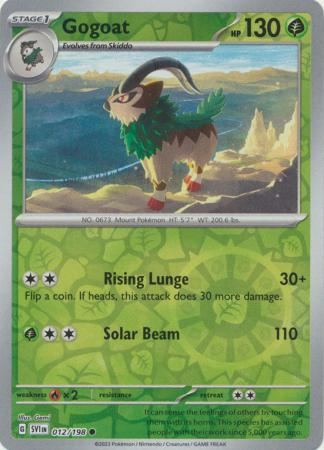 STAGE 1
Gogoat
HP 130
Evolves from Skiddo
NO. 0673. Mount Pokémon HT: 5'7" WT: 200.6 lbs.
Rising Lunge 30+
Flip a coin. If heads, this attack does 30 more damage.
Solar Beam 110
weakness ×2 resistance retreat
Illus. Gemi
G SVI EN 012/198
It can sense the feelings of others by touching
them with its horns. This species has assisted
people with their work since 5,000 years ago.
©2023 Pokémon / Nintendo / Creatures / GAME FREAK